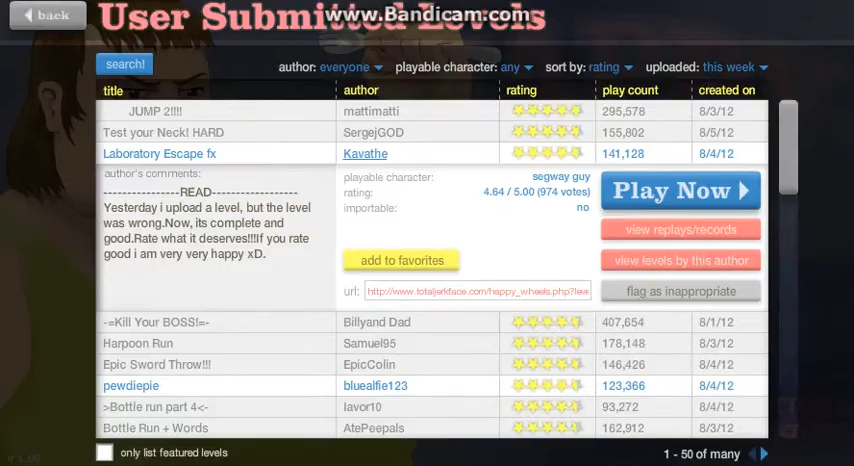 back
User Submitted Levels
www.Bandicam.com
search!
author: everyone playable character: any sort by: rating uploaded: this week
title author rating play count created on
JUMP 2!!!! mattimatti 295,578 8/3/12
Test your Neck! HARD SergejGOD 155,802 8/5/12
Laboratory Escape fx Kavathe 141,128 8/4/12
author's comments:
---------------READ------------------
Yesterday i upload a level, but the level
was wrong.Now, its complete and
good.Rate what it deserves!!!If you rate
good i am very very happy xD.
playable character: segway guy
rating: 4.64 / 5.00 (974 votes)
importable: no
add to favorites
url: http://www.totaljerkface.com/happy_wheels.php?leve
Play Now
view replays/records
view levels by this author
flag as inappropriate
-=Kill Your BOSS!=- Billyand Dad 407,654 8/1/12
Harpoon Run Samuel95 178,148 8/3/12
Epic Sword Throw!!! EpicColin 146,426 8/4/12
pewdiepie bluealfie123 123,366 8/4/12
>Bottle run part 4<- lavor10 93,272 8/4/12
Bottle Run + Words AtePeepals 162,912 8/3/12
only list featured levels
1 - 50 of many